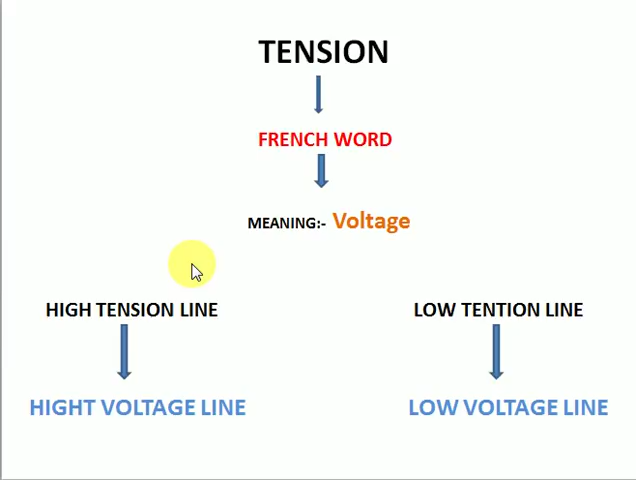 TENSION
FRENCH WORD
MEANING:- Voltage
HIGH TENSION LINE
LOW TENTION LINE
HIGHT VOLTAGE LINE
LOW VOLTAGE LINE